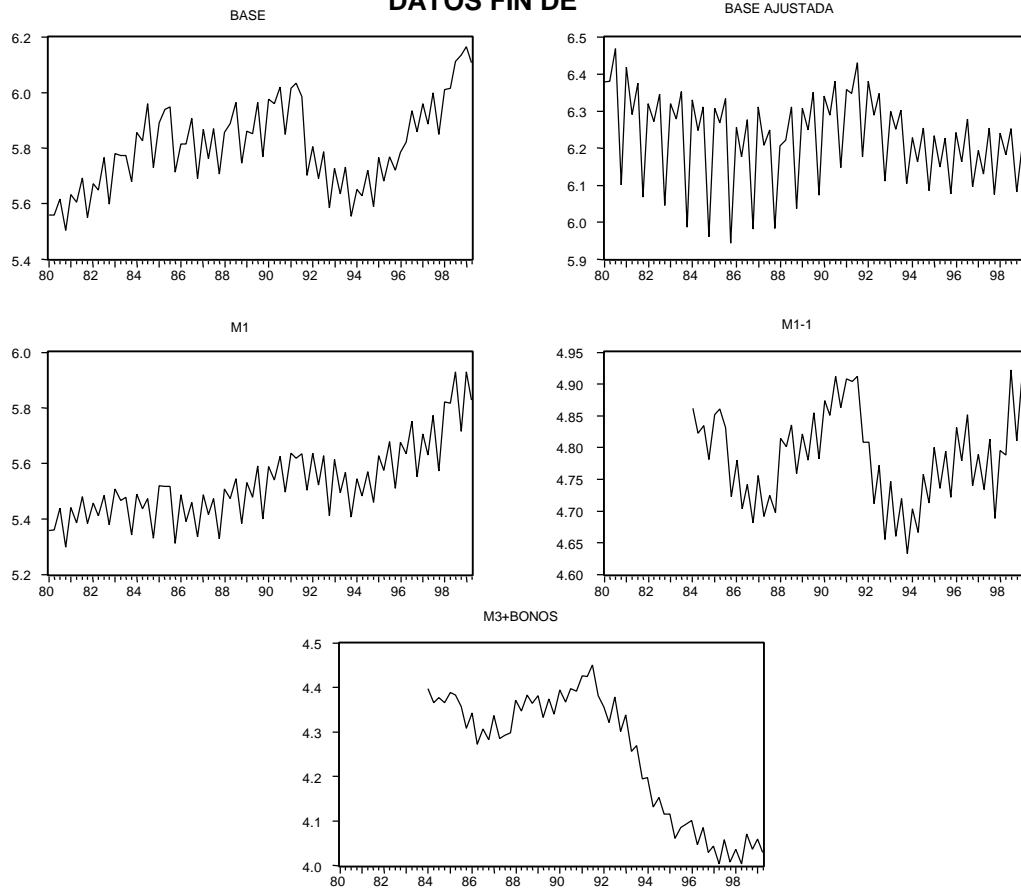 DATOS FIN DE
BASE
6.2
6.0
5.8
5.6
5.4
80 82 84 86 88 90 92 94 96 98
BASE AJUSTADA
6.5
6.4
6.3
6.2
6.1
6.0
5.9
80 82 84 86 88 90 92 94 96 98
M1
6.0
5.8
5.6
5.4
5.2
80 82 84 86 88 90 92 94 96 98
M1-1
4.95
4.90
4.85
4.80
4.75
4.70
4.65
4.60
80 82 84 86 88 90 92 94 96 98
M3+BONOS
4.5
4.4
4.3
4.2
4.1
4.0
80 82 84 86 88 90 92 94 96 98